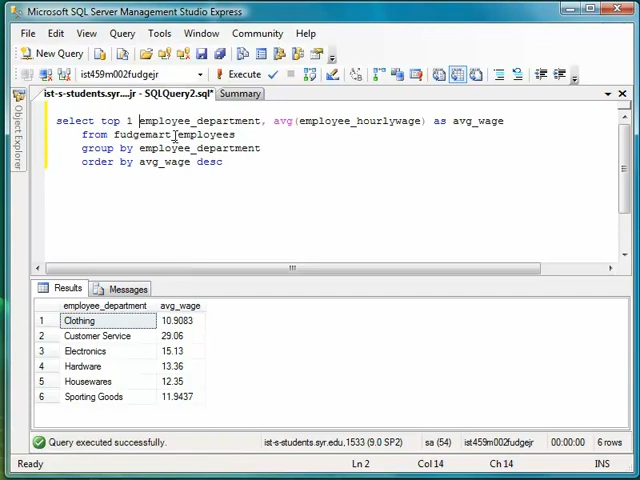 Microsoft SQL Server Management Studio Express
File Edit View Query Tools Window Community Help
New Query
ist459m002fudgejr Execute
ist-s-students.syr....jr - SQLQuery2.sql* Summary
Object Explorer
select top 1 employee_department, avg(employee_hourlywage) as avg_wage
from fudgemart_employees
group by employee_department
order by avg_wage desc
Results Messages
employee_department avg_wage
1 Clothing 10.9083
2 Customer Service 29.06
3 Electronics 15.13
4 Hardware 13.36
5 Housewares 12.35
6 Sporting Goods 11.9437
Query executed successfully. ist-s-students.syr.edu,1533 (9.0 SP2) sa (54) ist459m002fudgejr 00:00:00 6 rows
Ready Ln 2 Col 14 Ch 14 INS